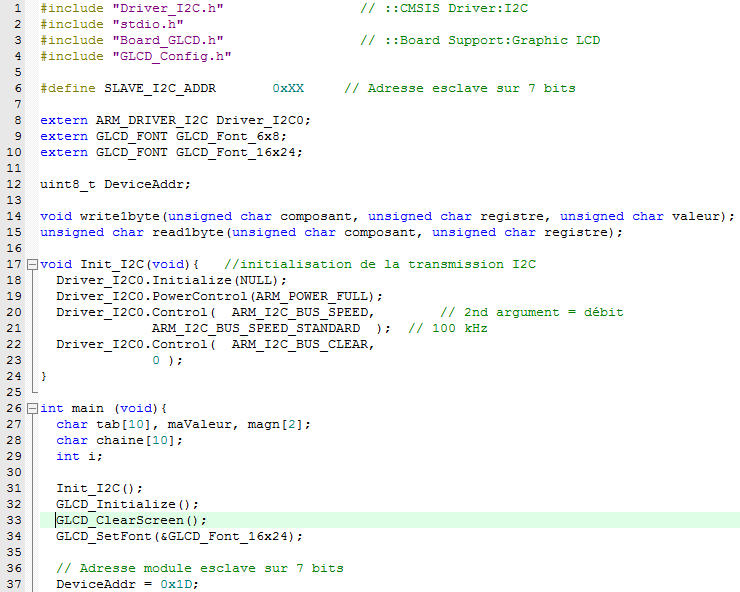 1 #include "Driver_I2C.h" // ::CMSIS Driver:I2C
2 #include "stdio.h"
3 #include "Board_GLCD.h" // ::Board Support:Graphic LCD
4 #include "GLCD_Config.h"
5
6 #define SLAVE_I2C_ADDR 0xXX // Adresse esclave sur 7 bits
7
8 extern ARM_DRIVER_I2C Driver_I2C0;
9 extern GLCD_FONT GLCD_Font_6x8;
10 extern GLCD_FONT GLCD_Font_16x24;
11
12 uint8_t DeviceAddr;
13
14 void write1byte(unsigned char composant, unsigned char registre, unsigned char valeur);
15 unsigned char read1byte(unsigned char composant, unsigned char registre);
16
17 void Init_I2C(void){ //initialisation de la transmission I2C
18 Driver_I2C0.Initialize(NULL);
19 Driver_I2C0.PowerControl(ARM_POWER_FULL);
20 Driver_I2C0.Control( ARM_I2C_BUS_SPEED, // 2nd argument = débit
21 ARM_I2C_BUS_SPEED_STANDARD ); // 100 kHz
22 Driver_I2C0.Control( ARM_I2C_BUS_CLEAR,
23 0 );
24 }
25
26 int main (void){
27 char tab[10], maValeur, magn[2];
28 char chaine[10];
29 int i;
30
31 Init_I2C();
32 GLCD_Initialize();
33 GLCD_ClearScreen();
34 GLCD_SetFont(&GLCD_Font_16x24);
35
36 // Adresse module esclave sur 7 bits
37 DeviceAddr = 0x1D;